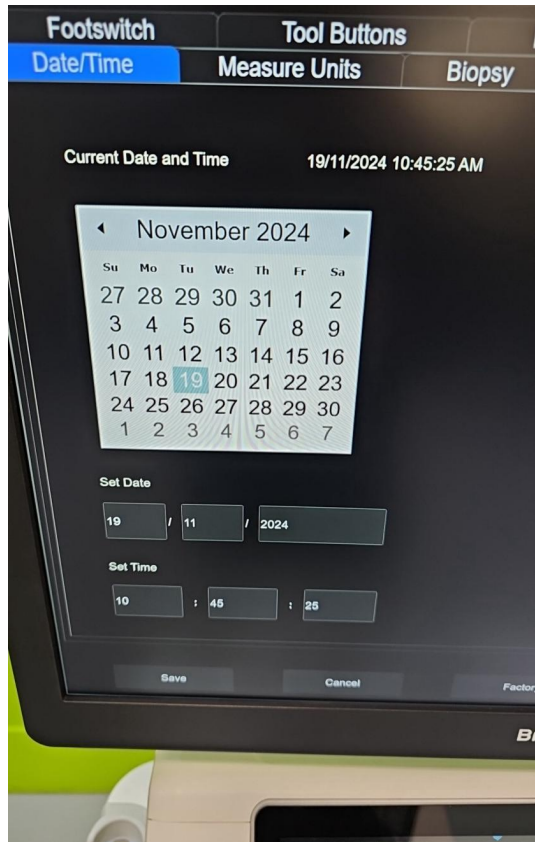 Footswitch Tool Buttons
Date/Time Measure Units Biopsy
Current Date and Time 19/11/2024 10:45:25 AM
November 2024
Su Mo Tu We Th Fr Sa
27 28 29 30 31 1 2
3 4 5 6 7 8 9
10 11 12 13 14 15 16
17 18 19 20 21 22 23
24 25 26 27 28 29 30
1 2 3 4 5 6 7
Set Date
19 / 11 / 2024
Set Time
10 : 45 : 25
Save Cancel Factory